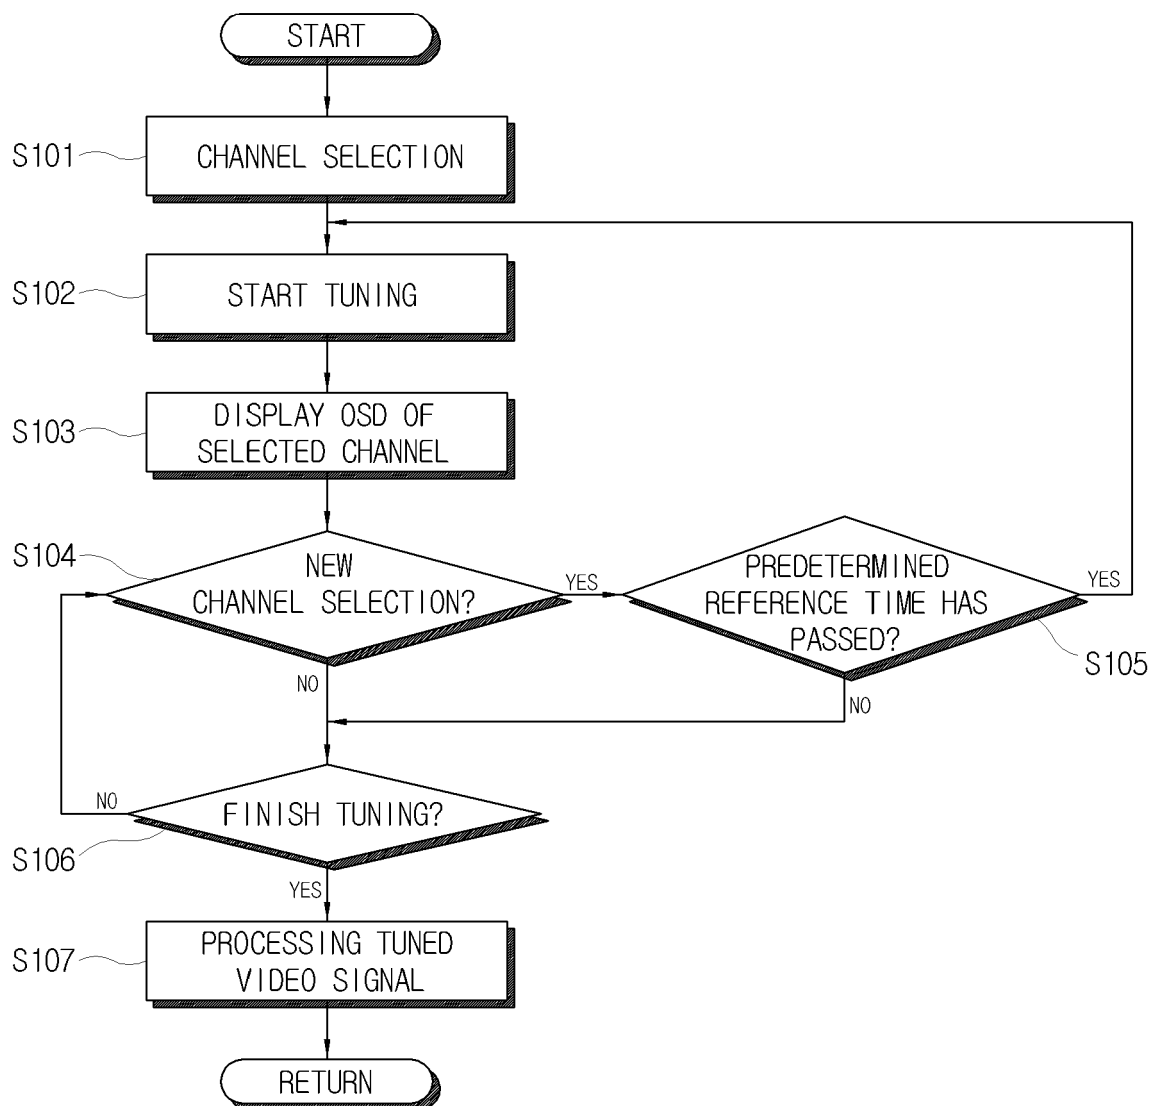 START
S101
CHANNEL SELECTION
S102
START TUNING
S103
DISPLAY OSD OF
SELECTED CHANNEL
S104
NEW
CHANNEL SELECTION?
YES
PREDETERMINED
REFERENCE TIME HAS
PASSED?
YES
S105
NO
NO
FINISH TUNING?
NO
S106
YES
S107
PROCESSING TUNED
VIDEO SIGNAL
RETURN